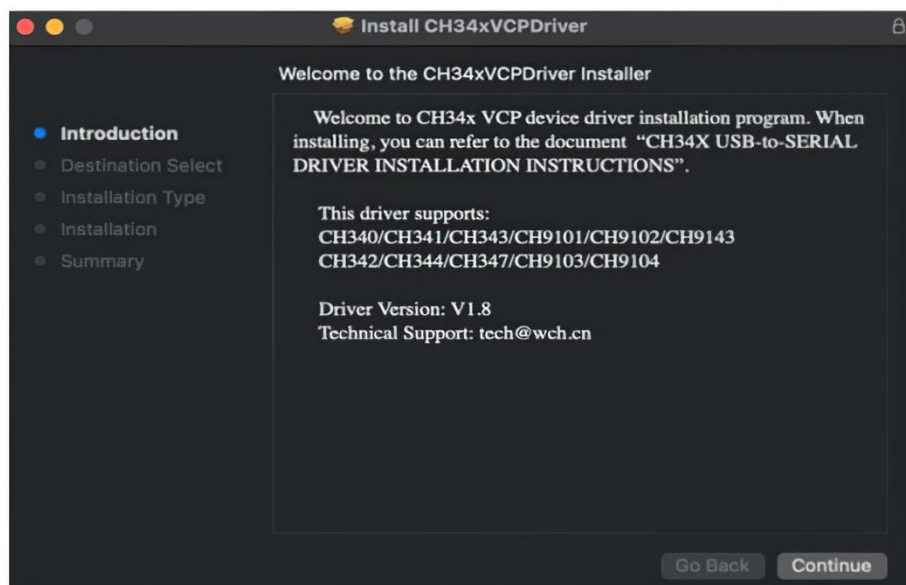 Install CH34xVCPDriver
Welcome to the CH34xVCPDriver Installer
Introduction
Destination Select
Installation Type
Installation
Summary
Welcome to CH34x VCP device driver installation program. When
installing, you can refer to the document “CH34X USB-to-SERIAL
DRIVER INSTALLATION INSTRUCTIONS”.
This driver supports:
CH340/CH341/CH343/CH9101/CH9102/CH9143
CH342/CH344/CH347/CH9103/CH9104
Driver Version: V1.8
Technical Support: tech@wch.cn
Go Back
Continue